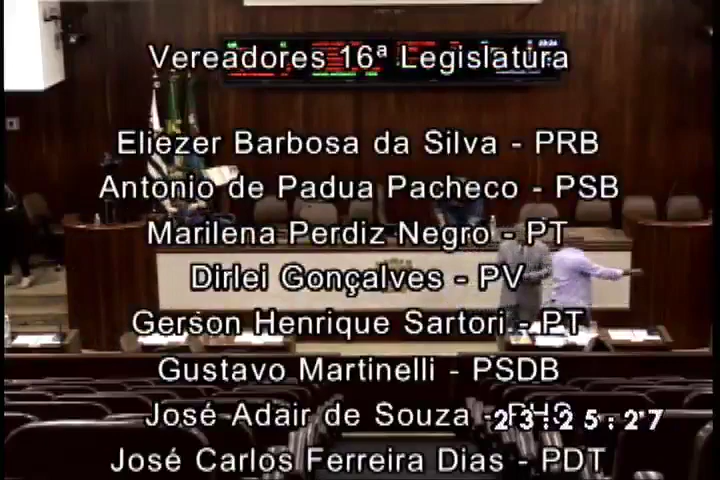 Vereadores 16ª Legislatura
Eliezer Barbosa da Silva - PRB
Antonio de Padua Pacheco - PSB
Marilena Perdiz Negro - PT
Dirlei Gonçalves - PV
Gerson Henrique Sartori - PT
Gustavo Martinelli - PSDB
José Adair de Souza - PHS
23:25:27
José Carlos Ferreira Dias - PDT